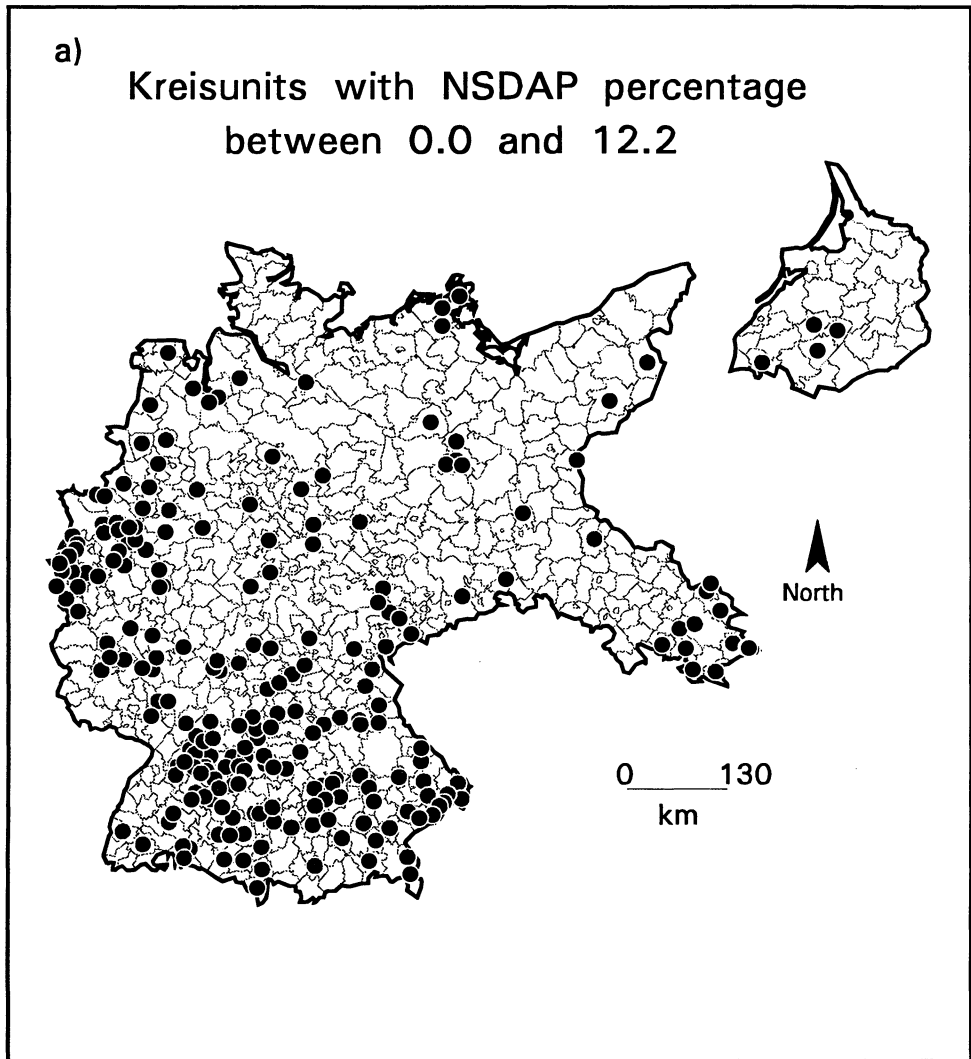 a)
Kreisunits with NSDAP percentage
between 0.0 and 12.2
North
0 130
km